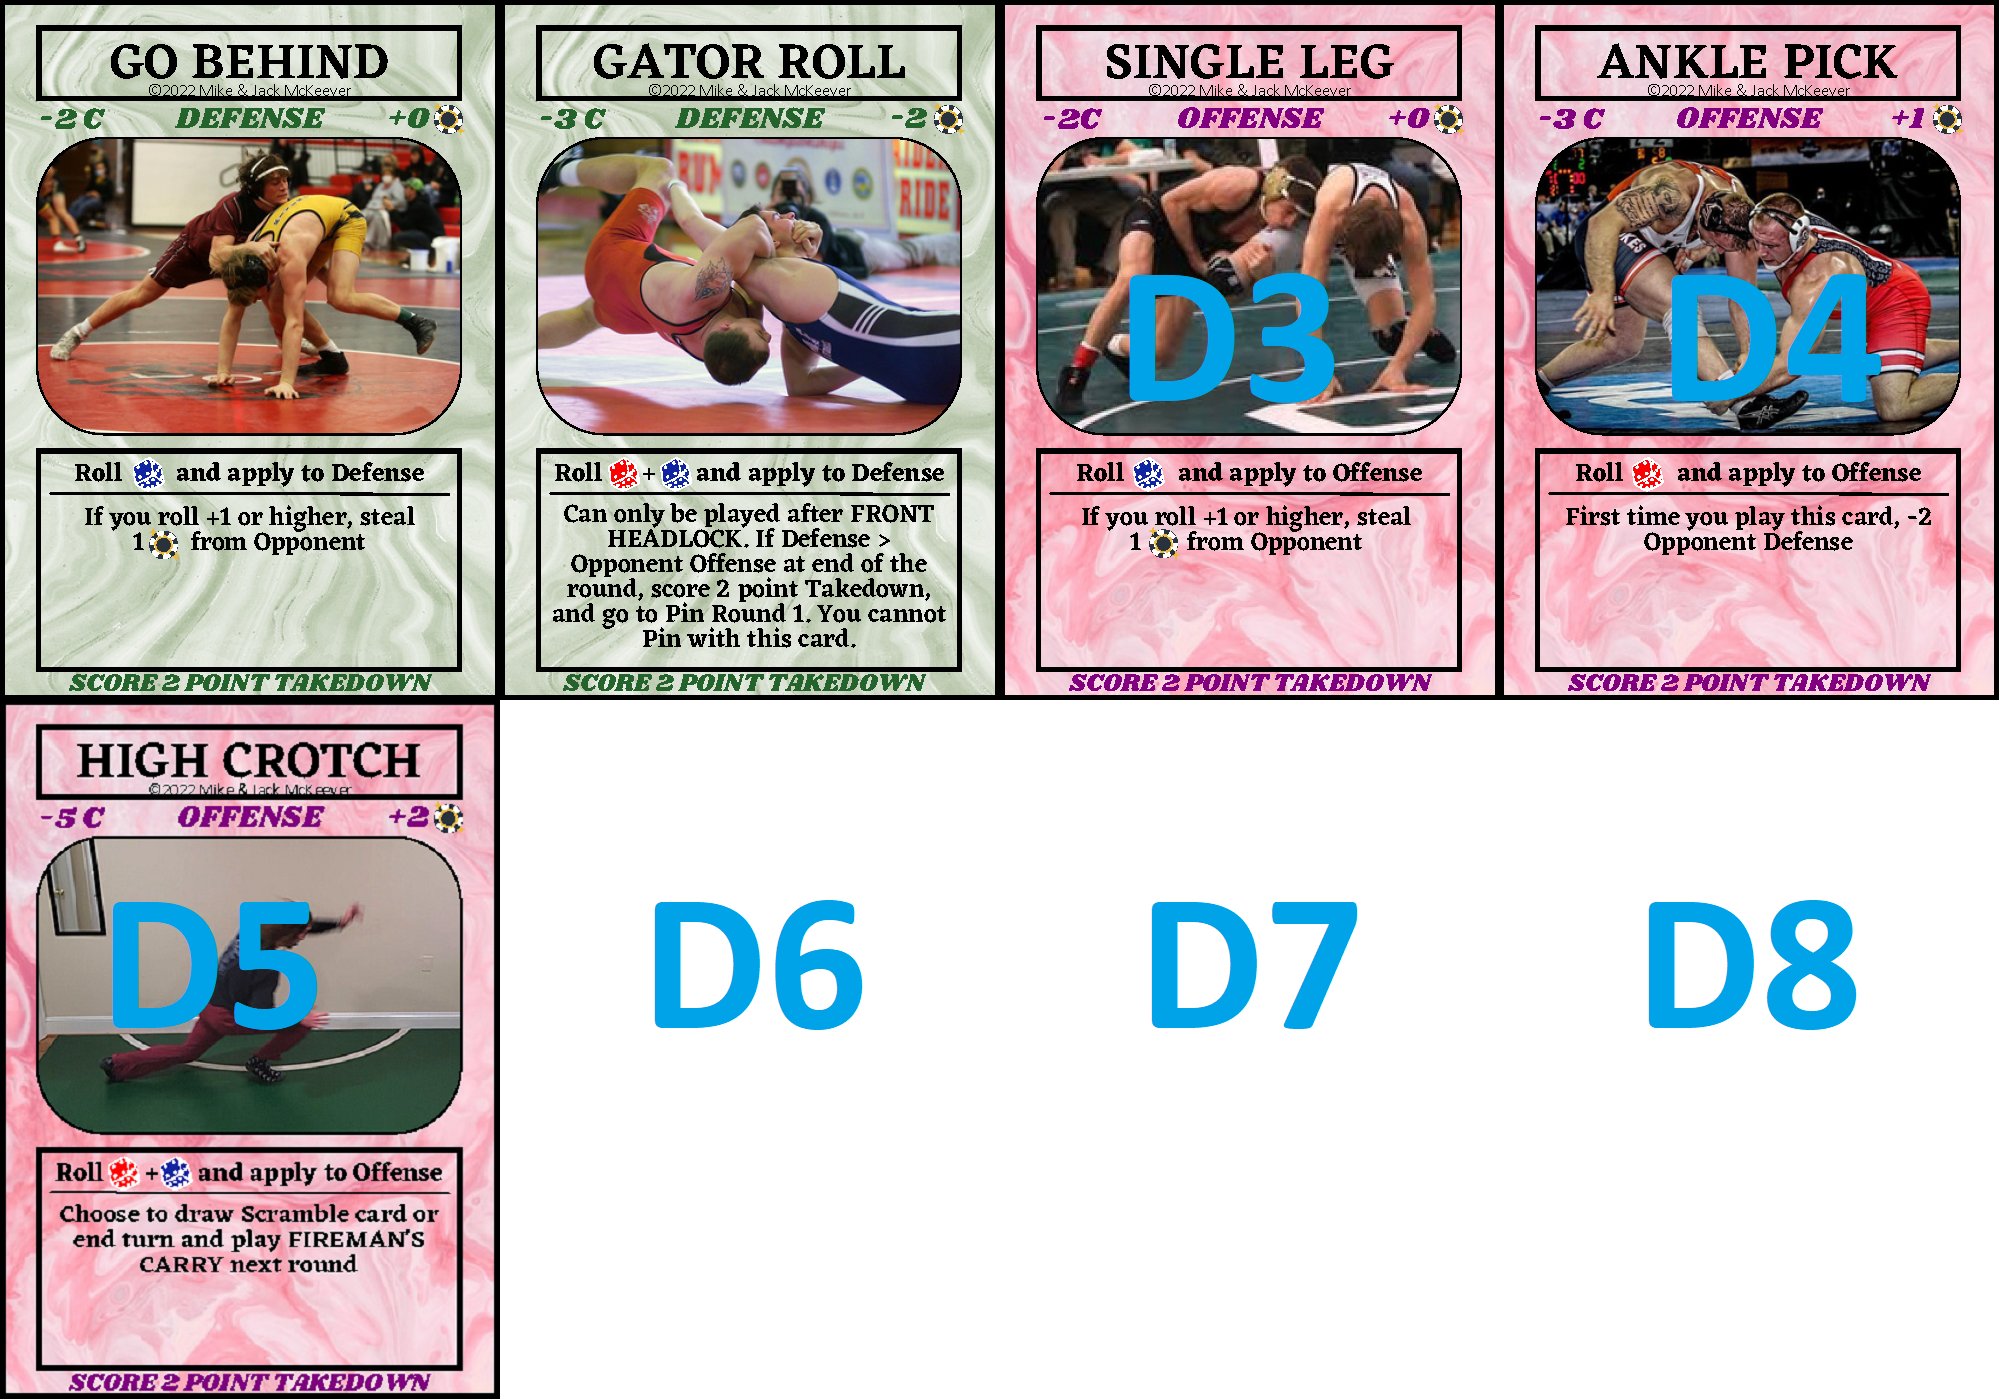 GO BEHIND
©2022 Mike & Jack McKeever
-2 C DEFENSE +0
Roll and apply to Defense
If you roll +1 or higher, steal
1 from Opponent
SCORE 2 POINT TAKEDOWN
GATOR ROLL
©2022 Mike & Jack McKeever
-3 C DEFENSE -2
RUM
RIDE
Roll + and apply to Defense
Can only be played after FRONT
HEADLOCK. If Defense >
Opponent Offense at end of the
round, score 2 point Takedown,
and go to Pin Round 1. You cannot
Pin with this card.
SCORE 2 POINT TAKEDOWN
SINGLE LEG
©2022 Mike & Jack McKeever
-2C OFFENSE +0
D3
Roll and apply to Offense
If you roll +1 or higher, steal
1 from Opponent
SCORE 2 POINT TAKEDOWN
ANKLE PICK
©2022 Mike & Jack McKeever
-3 C OFFENSE +1
D4
Roll and apply to Offense
First time you play this card, -2
Opponent Defense
SCORE 2 POINT TAKEDOWN
HIGH CROTCH
©2022 Mike & Jack McKeever
-5 C OFFENSE +2
D5
Roll + and apply to Offense
Choose to draw Scramble card or
end turn and play FIREMAN'S
CARRY next round
SCORE 2 POINT TAKEDOWN
D6
D7
D8